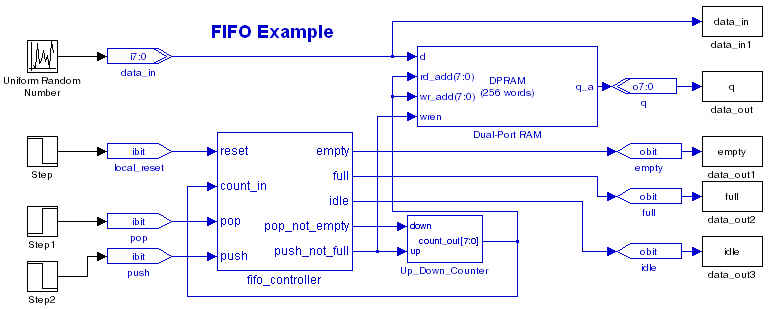 FIFO Example
data_in
data_in1
i7:0
data_in
Uniform Random
Number
d
rd_add(7:0)
wr_add(7:0)
wren
DPRAM
(256 words)
q_a
Dual-Port RAM
o7:0
q
q
data_out
Step
ibit
local_reset
reset
count_in
pop
push
empty
full
idle
pop_not_empty
push_not_full
fifo_controller
obit
empty
empty
data_out1
obit
full
full
data_out2
obit
idle
idle
data_out3
Step1
ibit
pop
Step2
ibit
push
down
count_out[7:0]
up
Up_Down_Counter